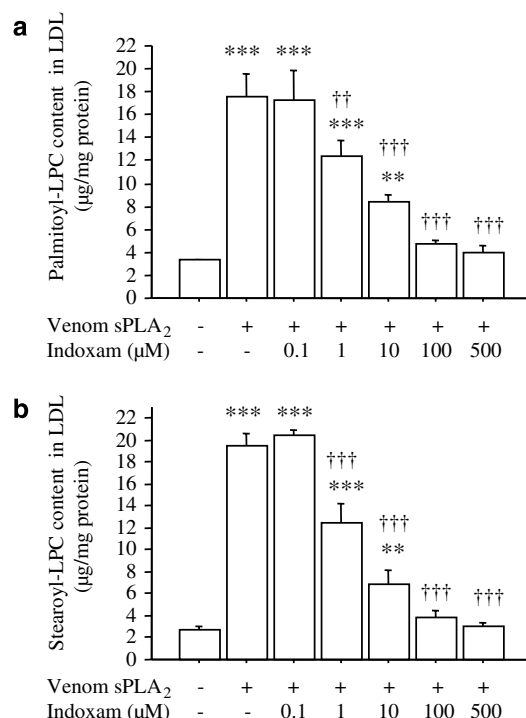 a
Palmitoyl-LPC content in LDL
(µg/mg protein)
22
20
18
16
14
12
10
8
6
4
2
0
*** *** †† *** ††† ** ††† †††
Venom sPLA2 - + + + + + +
Indoxam (µM) - - 0.1 1 10 100 500
b
Stearoyl-LPC content in LDL
(µg/mg protein)
22
20
18
16
14
12
10
8
6
4
2
0
*** *** ††† *** ††† ** ††† †††
Venom sPLA2 - + + + + + +
Indoxam (µM) - - 0.1 1 10 100 500